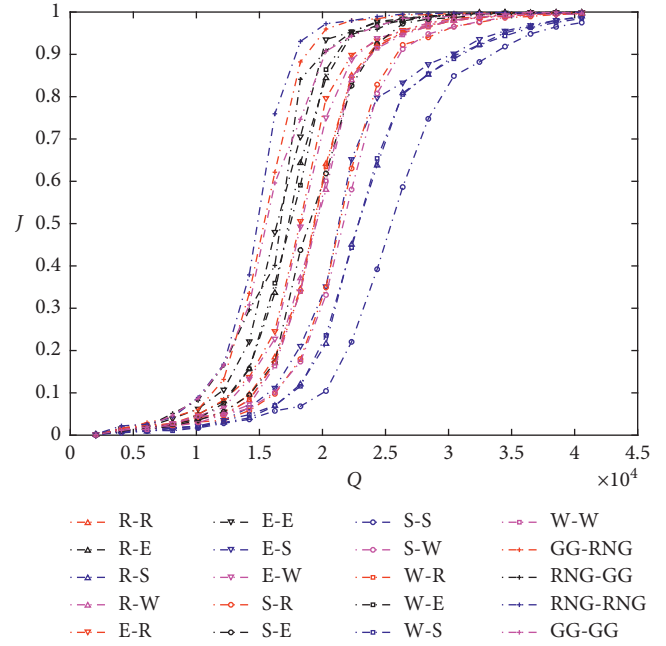 1
0.9
0.8
0.7
0.6
J 0.5
0.4
0.3
0.2
0.1
0
0 0.5 1 1.5 2 2.5 3 3.5 4 4.5
Q ×10^4
R-R E-E S-S W-W
R-E E-S S-W GG-RNG
R-S E-W W-R RNG-GG
R-W S-R W-E RNG-RNG
E-R S-E W-S GG-GG